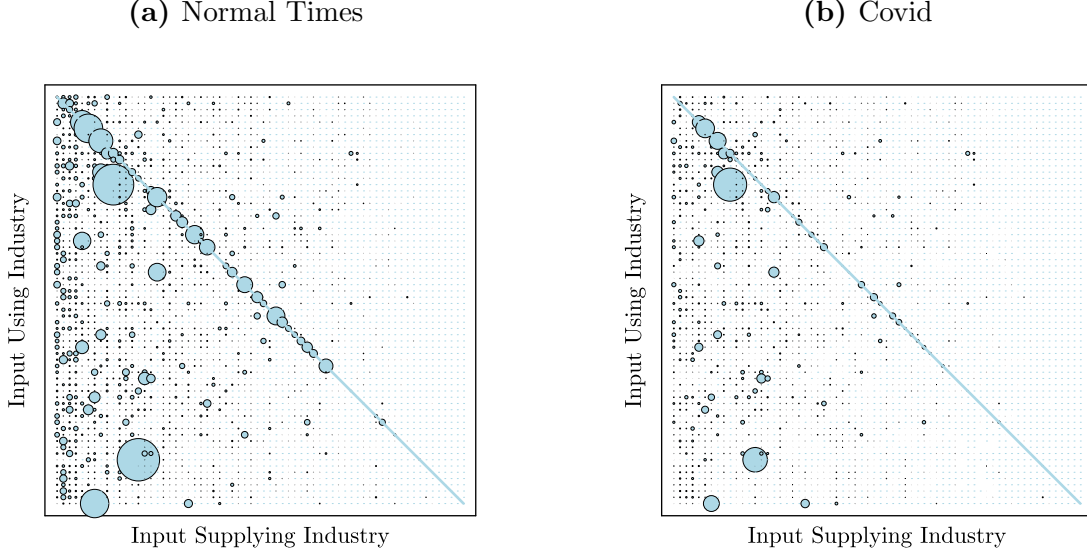 (a) Normal Times
(b) Covid
Input Using Industry
Input Supplying Industry
Input Using Industry
Input Supplying Industry